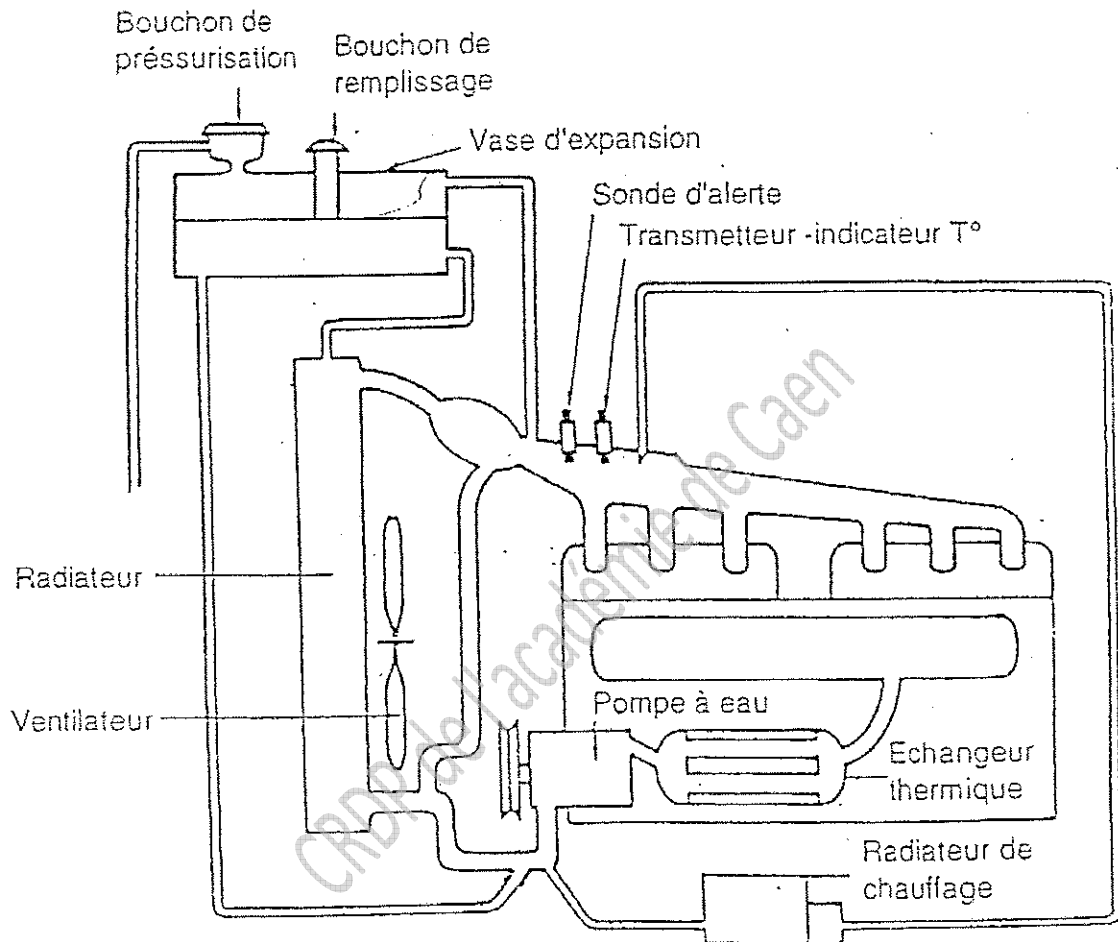 Bouchon de
préssurisation
Bouchon de
remplissage
Vase d'expansion
Sonde d'alerte
Transmetteur -indicateur T°
Radiateur
Ventilateur
Pompe à eau
Echangeur
thermique
Radiateur de
chauffage
CRDP de l'académie de Caen